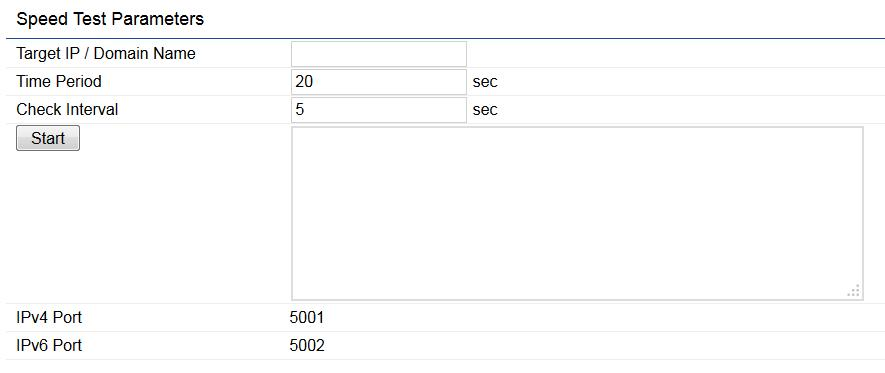 Speed Test Parameters
Target IP / Domain Name
Time Period 20 sec
Check Interval 5 sec
Start
IPv4 Port 5001
IPv6 Port 5002